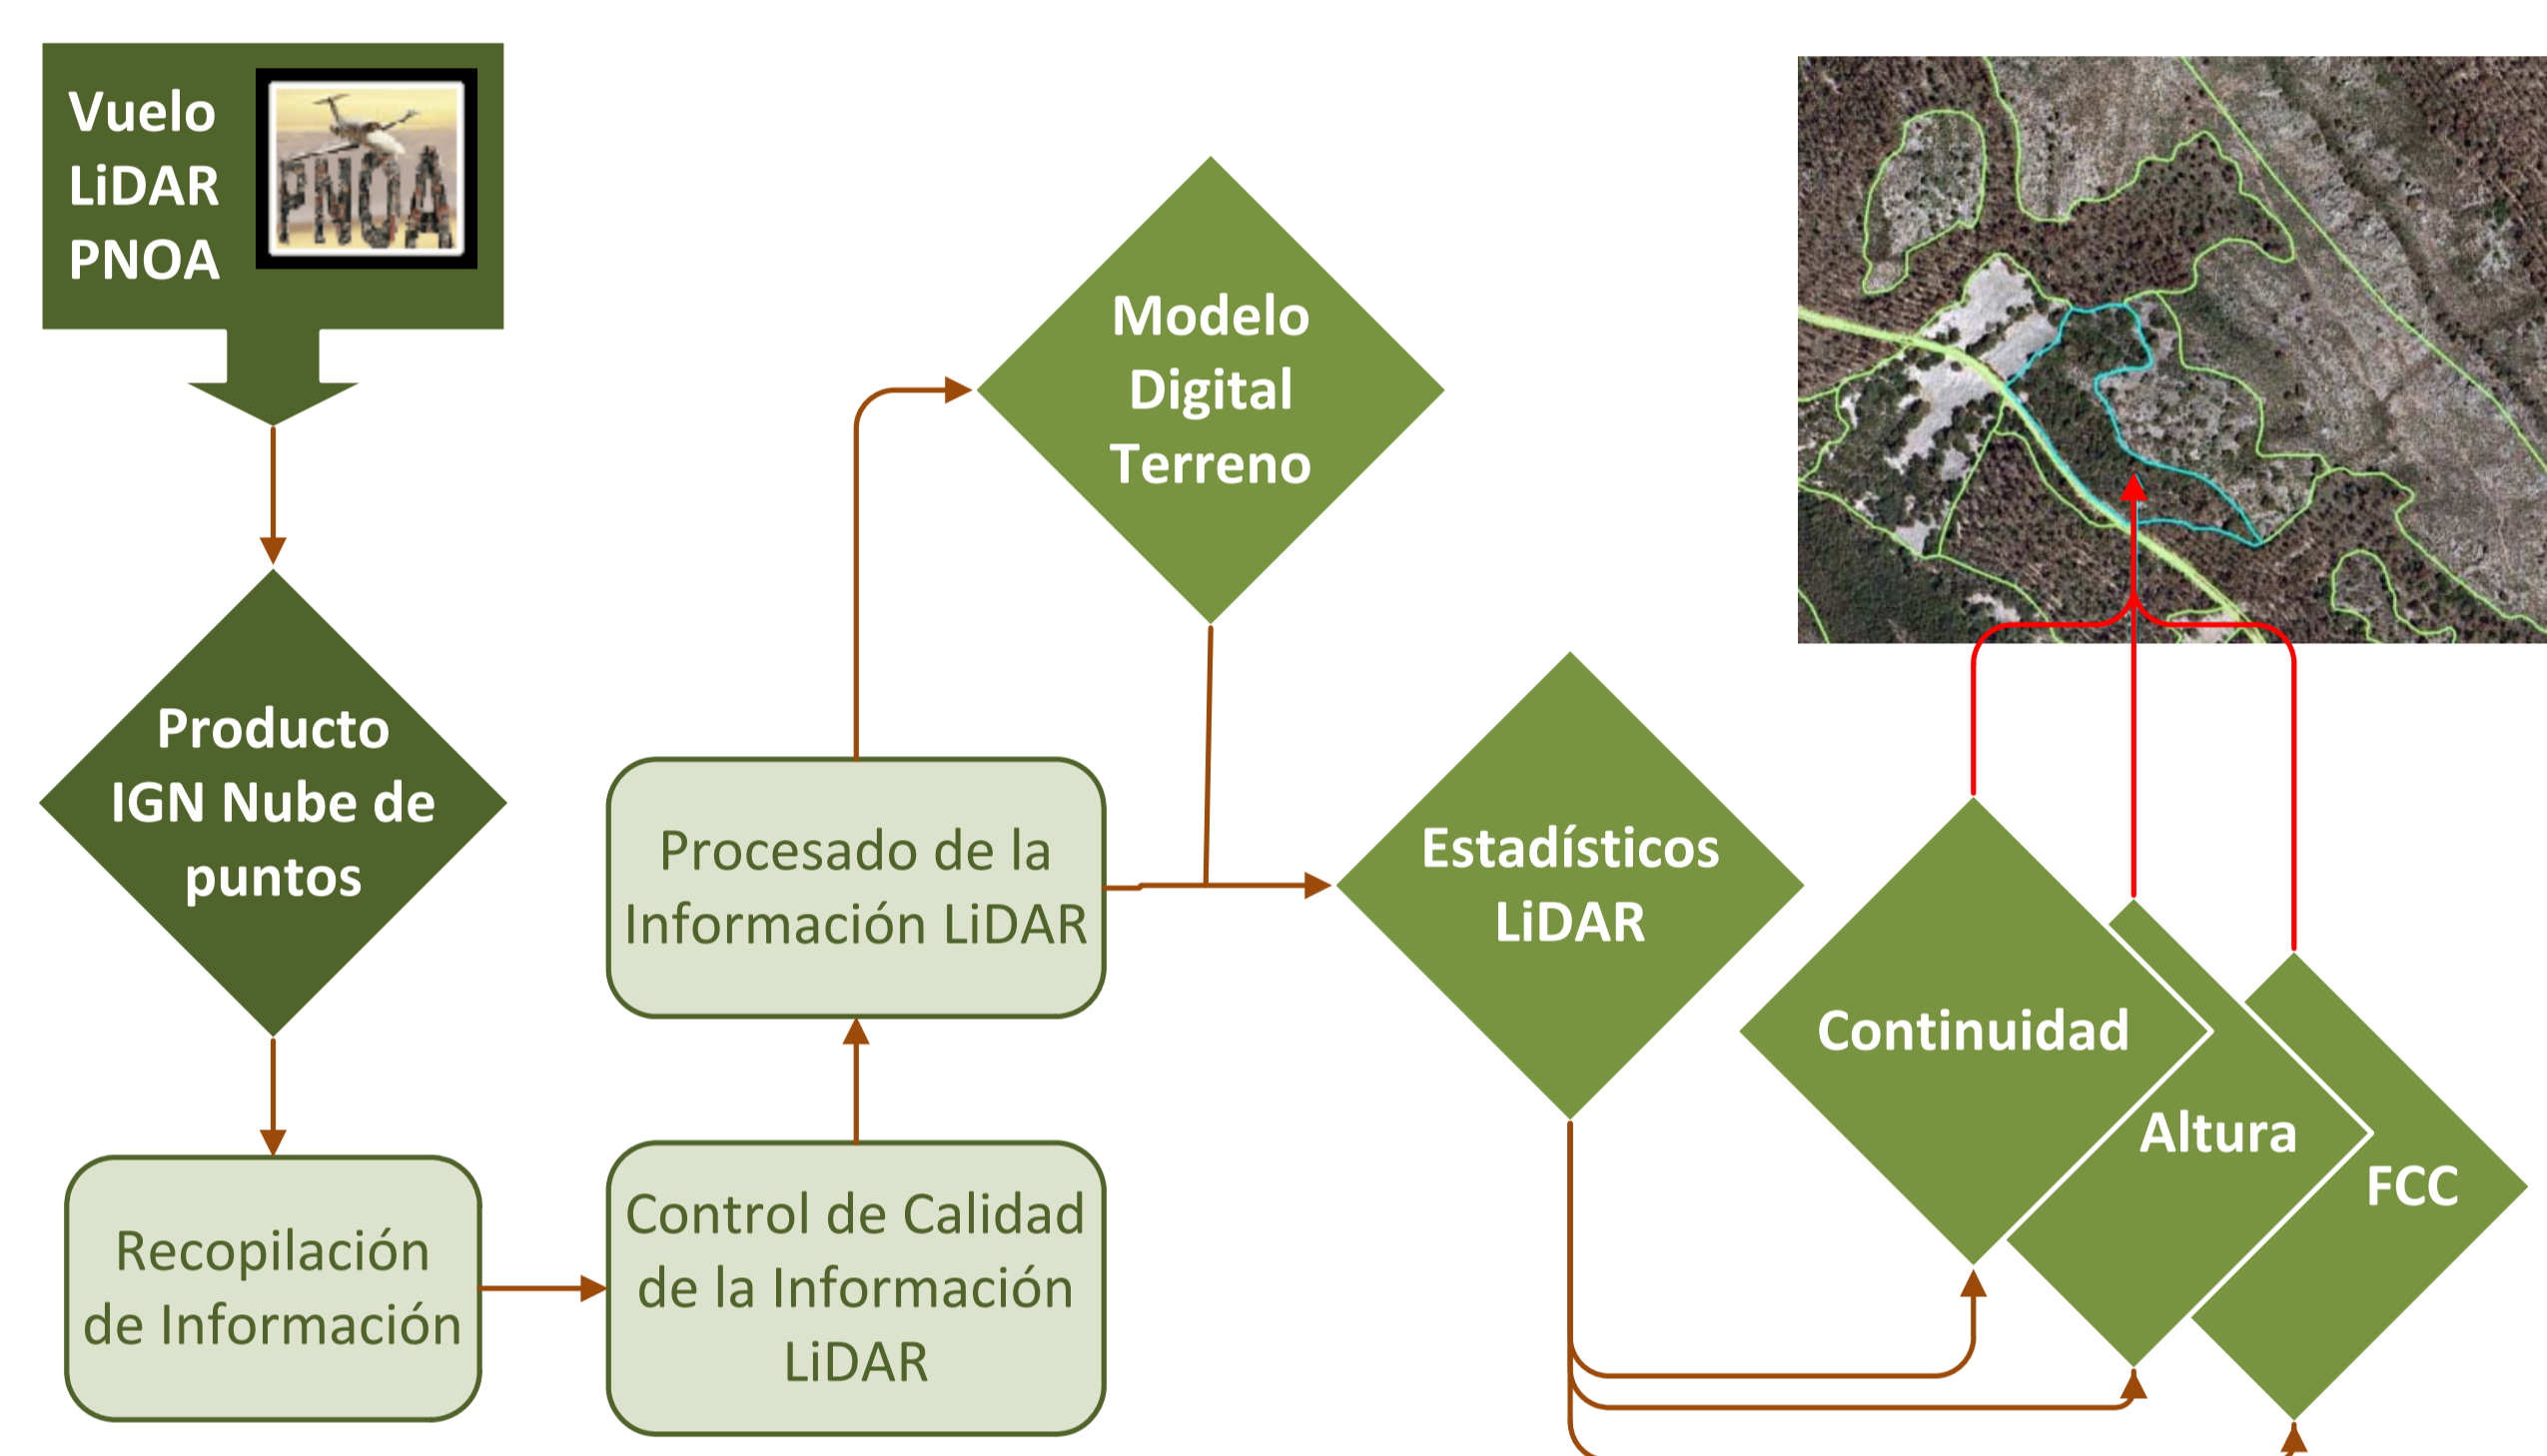 Vuelo
LiDAR
PNOA
PNOA
Producto
IGN Nube de
puntos
Recopilación
de Información
Control de Calidad
de la Información
LiDAR
Procesado de la
Información LiDAR
Modelo
Digital
Terreno
Estadísticos
LiDAR
Continuidad
Altura
FCC